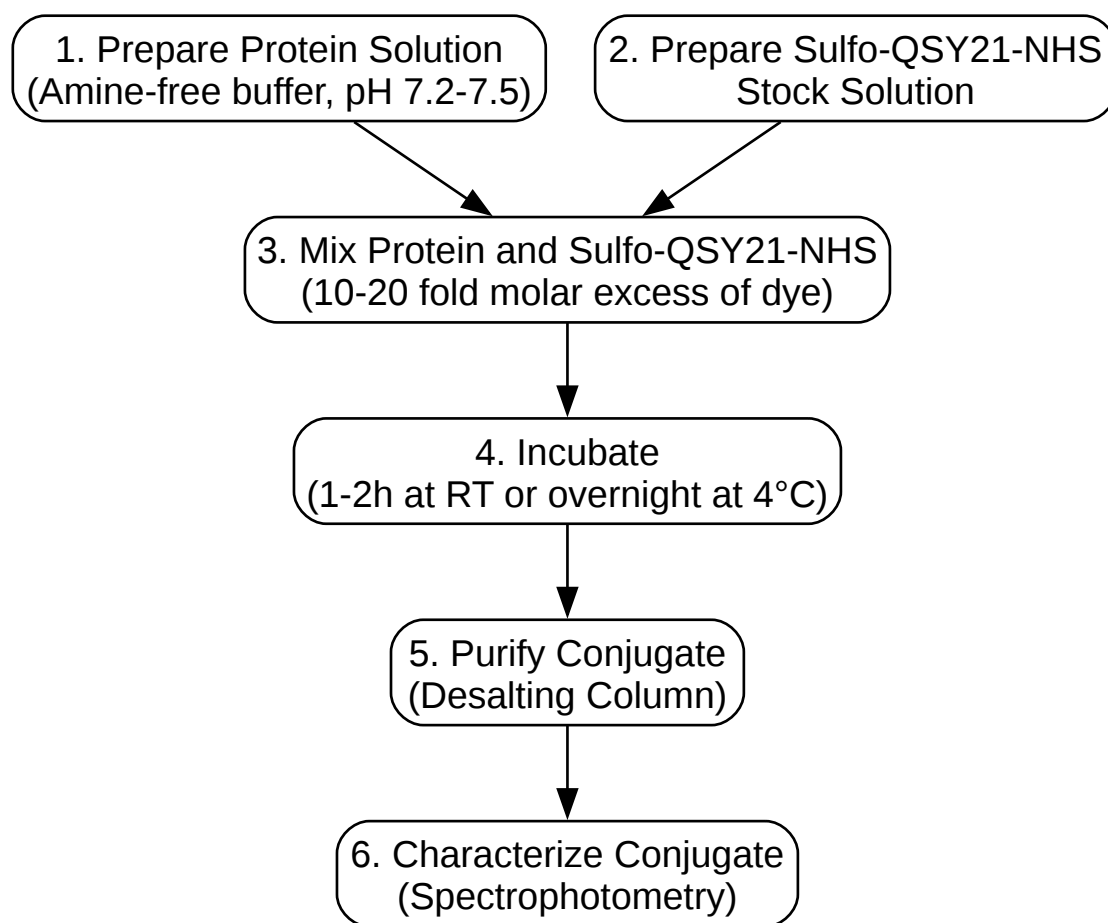 1. Prepare Protein Solution
(Amine-free buffer, pH 7.2-7.5)
2. Prepare Sulfo-QSY21-NHS
Stock Solution
3. Mix Protein and Sulfo-QSY21-NHS
(10-20 fold molar excess of dye)
4. Incubate
(1-2h at RT or overnight at 4°C)
5. Purify Conjugate
(Desalting Column)
6. Characterize Conjugate
(Spectrophotometry)